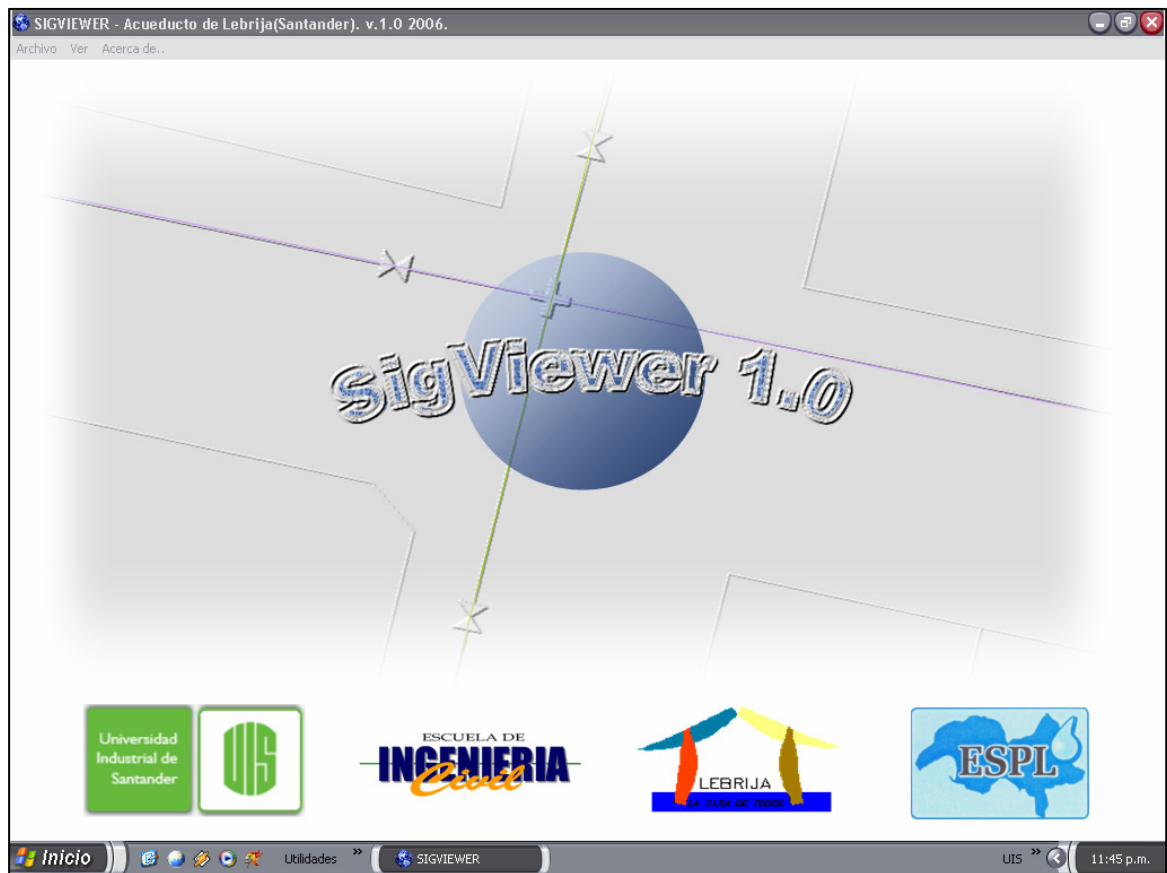 SIGVIEWER - Acueducto de Lebrija(Santander). v.1.0 2006.
Archivo Ver Acerca de..
SigViewer 1.0
Universidad
Industrial de
Santander
UIS
ESCUELA DE
INGENIERIA
Civil
LEBRIJA
LA CASA DE TODOS
ESPL
Inicio
Utilidades »
SIGVIEWER
UIS »
11:45 p.m.